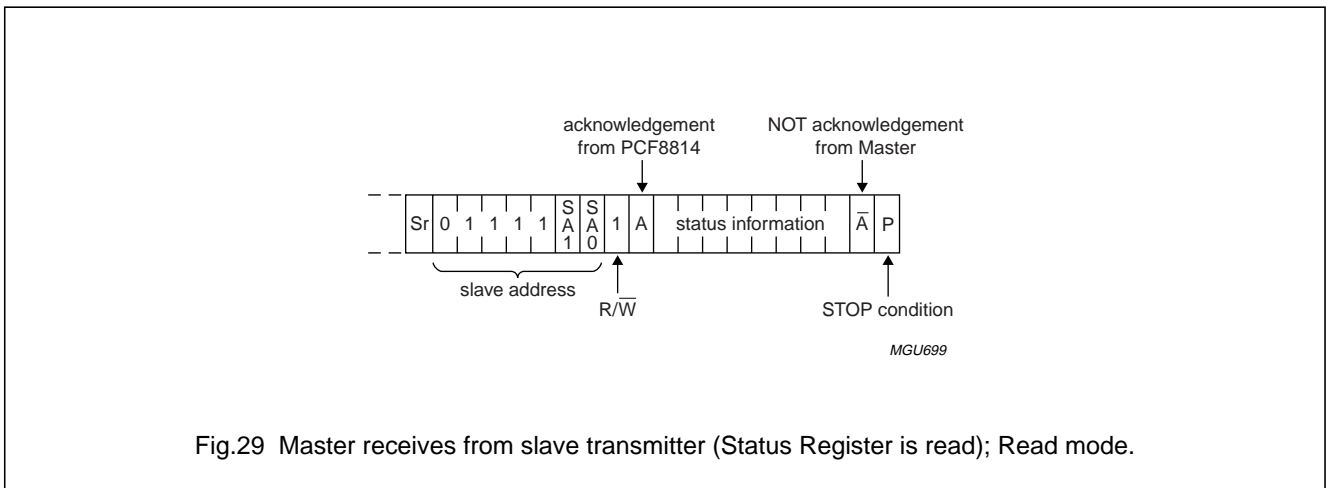 acknowledgement
from PCF8814
NOT acknowledgement
from Master
Sr 0 1 1 1 1 SA1 SA0 1 A status information A̅ P
slave address
R/W̅
STOP condition
MGU699
Fig.29 Master receives from slave transmitter (Status Register is read); Read mode.